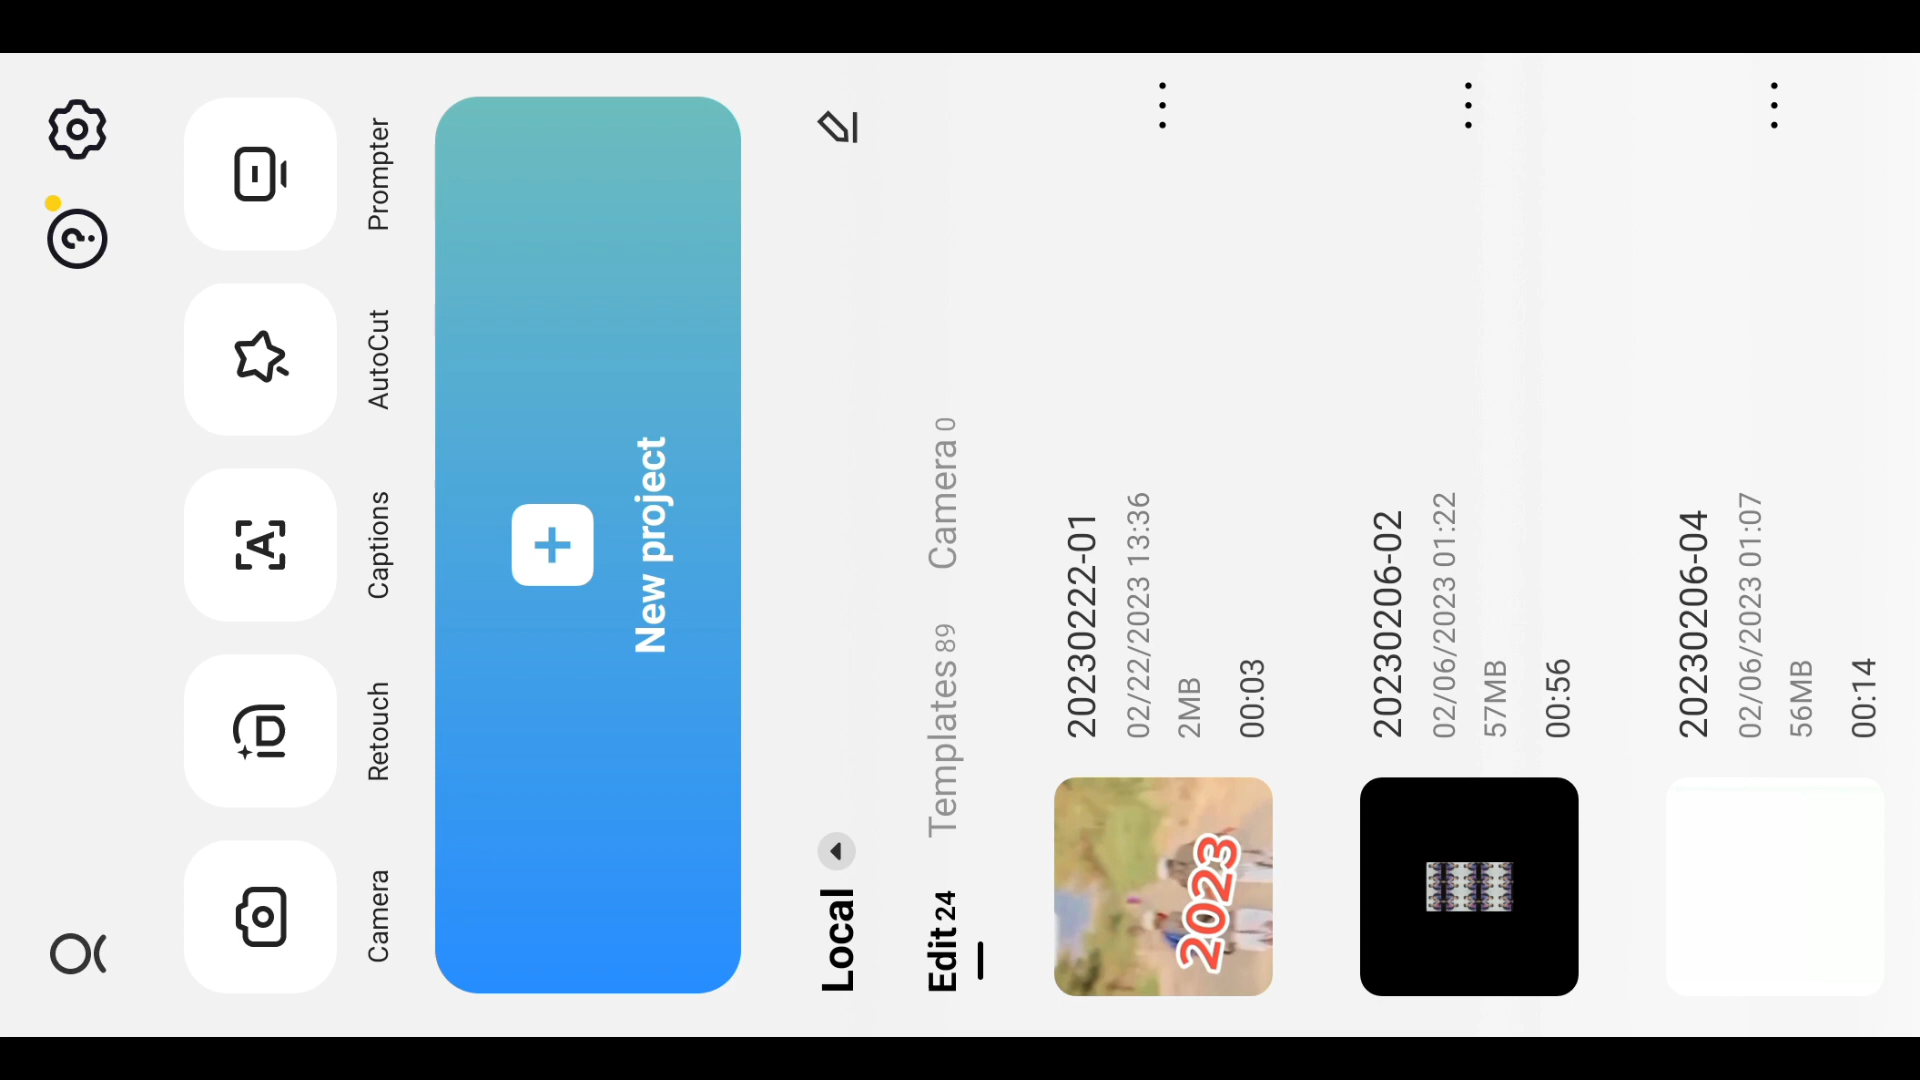 Camera
Retouch
Captions
AutoCut
Prompter
New project
Local
Edit 24
Templates 89
Camera 0
20230222-01
02/22/2023 13:36
2MB
00:03
2023
20230206-02
02/06/2023 01:22
57MB
00:56
20230206-04
02/06/2023 01:07
56MB
00:14